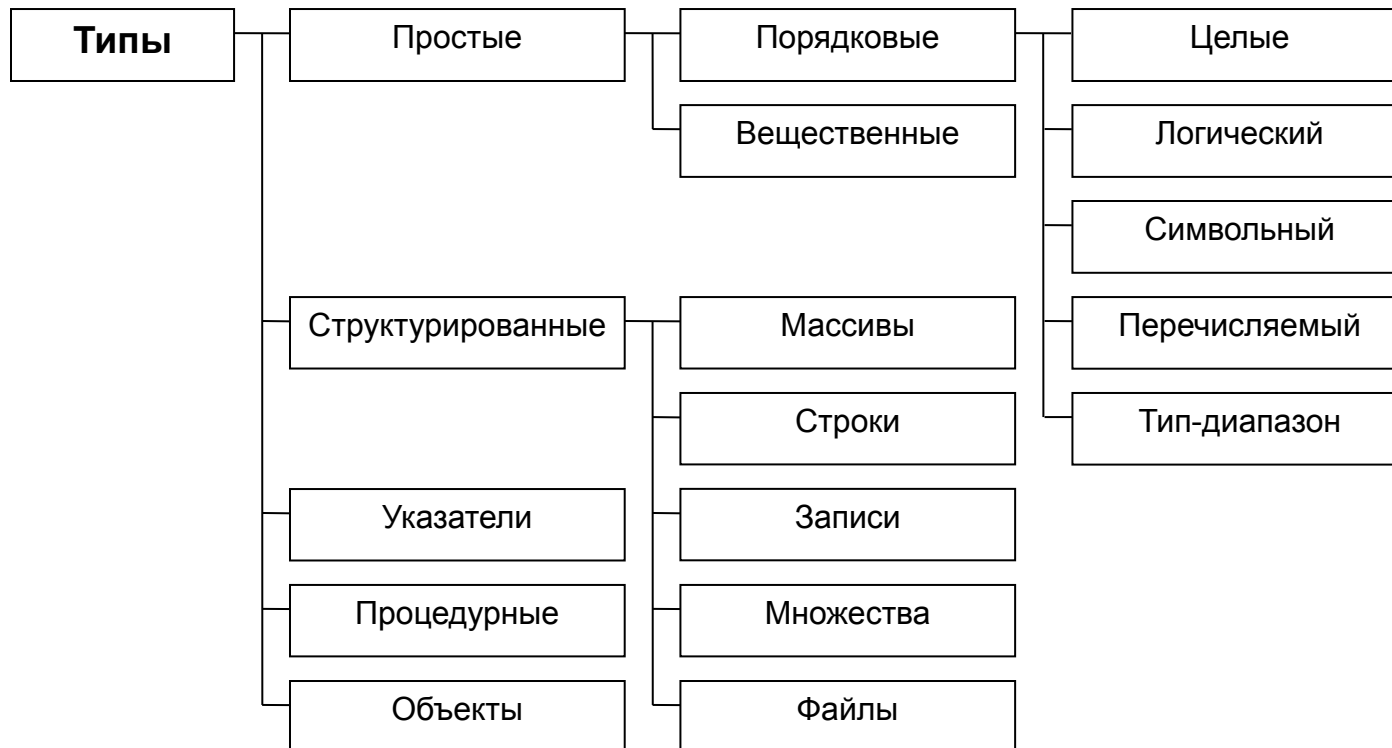 Типы
Простые
Порядковые
Целые
Вещественные
Логический
Символьный
Структурированные
Массивы
Перечисляемый
Строки
Тип-диапазон
Указатели
Записи
Процедурные
Множества
Объекты
Файлы